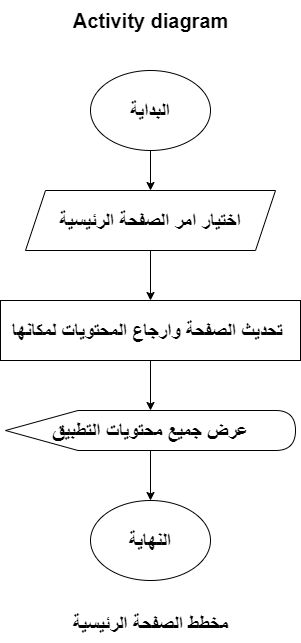 Activity diagram
البداية
اختيار امر الصفحة الرئيسية
تحديث الصفحة وارجاع المحتويات لمكانها
عرض جميع محتويات التطبيق
النهاية
مخطط الصفحة الرئيسية